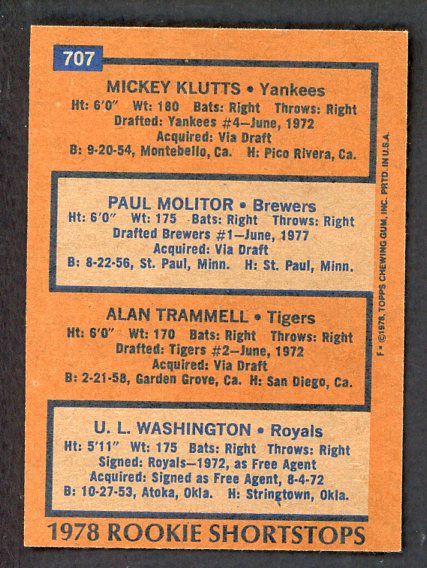 707
MICKEY KLUTTS • Yankees
Ht: 6'0" Wt: 180 Bats: Right Throws: Right
Drafted: Yankees #4—June, 1972
Acquired: Via Draft
B: 9-20-54, Montebello, Ca. H: Pico Rivera, Ca.
PAUL MOLITOR • Brewers
Ht: 6'0" Wt: 175 Bats: Right Throws: Right
Drafted Brewers #1—June, 1977
Acquired: Via Draft
B: 8-22-56, St. Paul, Minn. H: St. Paul, Minn.
ALAN TRAMMELL • Tigers
Ht: 6'0" Wt: 170 Bats: Right Throws: Right
Drafted: Tigers #2—June, 1972
Acquired: Via Draft
B: 2-21-58, Garden Grove, Ca. H: San Diego, Ca.
U. L. WASHINGTON • Royals
Ht: 5'11" Wt: 175 Bats: Right Throws: Right
Signed: Royals—1972, as Free Agent
Acquired: Signed as Free Agent, 8-4-72
B: 10-27-53, Atoka, Okla. H: Stringtown, Okla.
1978 ROOKIE SHORTSTOPS
F* ©1978, TOPPS CHEWING GUM, INC. PRTD. IN U.S.A.